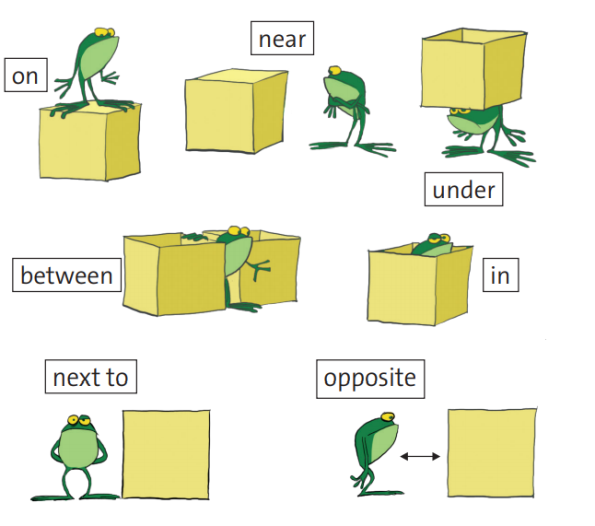 on
near
under
between
in
next to
opposite